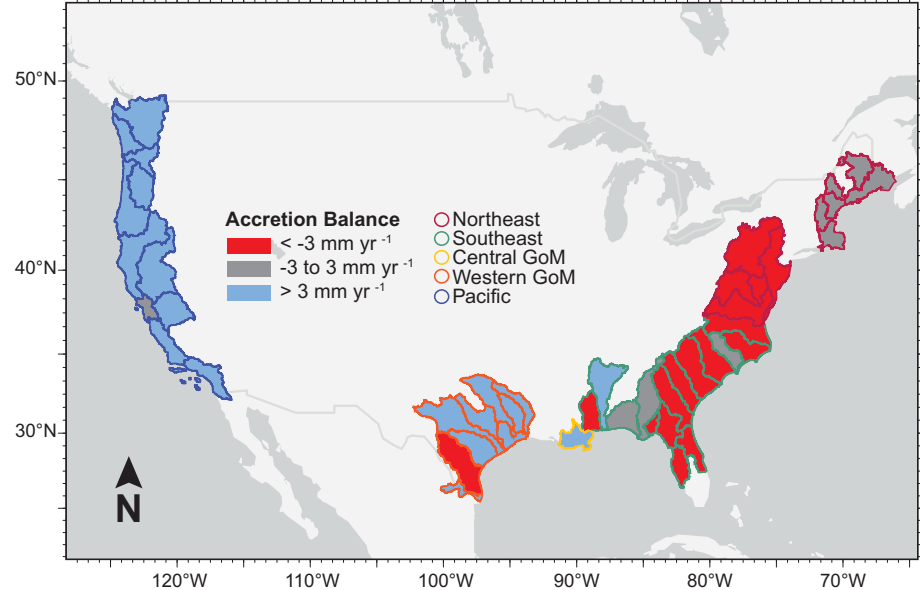 50°N
40°N
30°N
Accretion Balance
< -3 mm yr ⁻¹
-3 to 3 mm yr ⁻¹
> 3 mm yr ⁻¹
Northeast
Southeast
Central GoM
Western GoM
Pacific
N
120°W
110°W
100°W
90°W
80°W
70°W